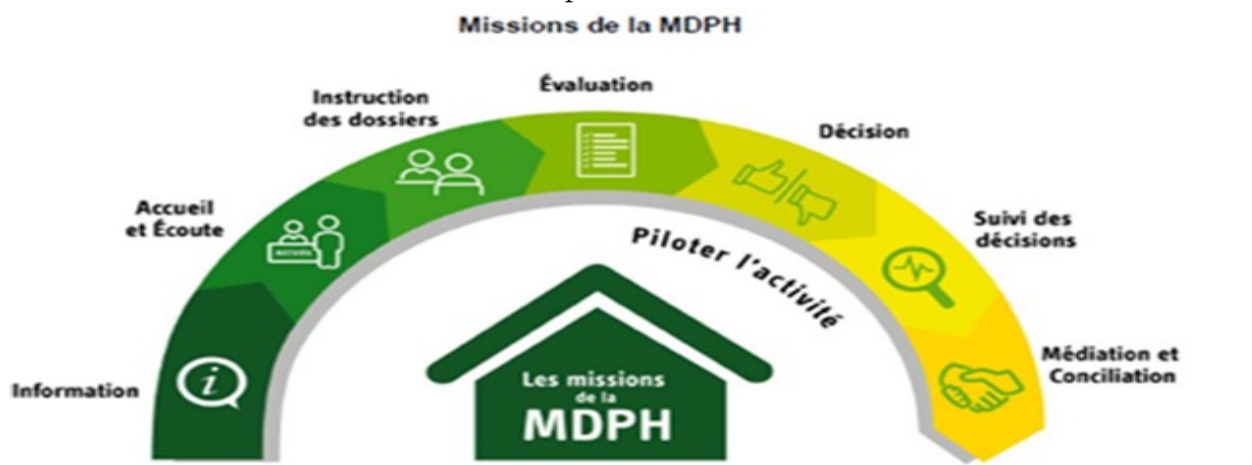 Missions de la MDPH
Évaluation
Instruction
des dossiers
Décision
Accueil
et Écoute
Suivi des
décisions
ACCUEIL
Piloter l'activité
Médiation et
Conciliation
Information
i
Les missions
de la
MDPH